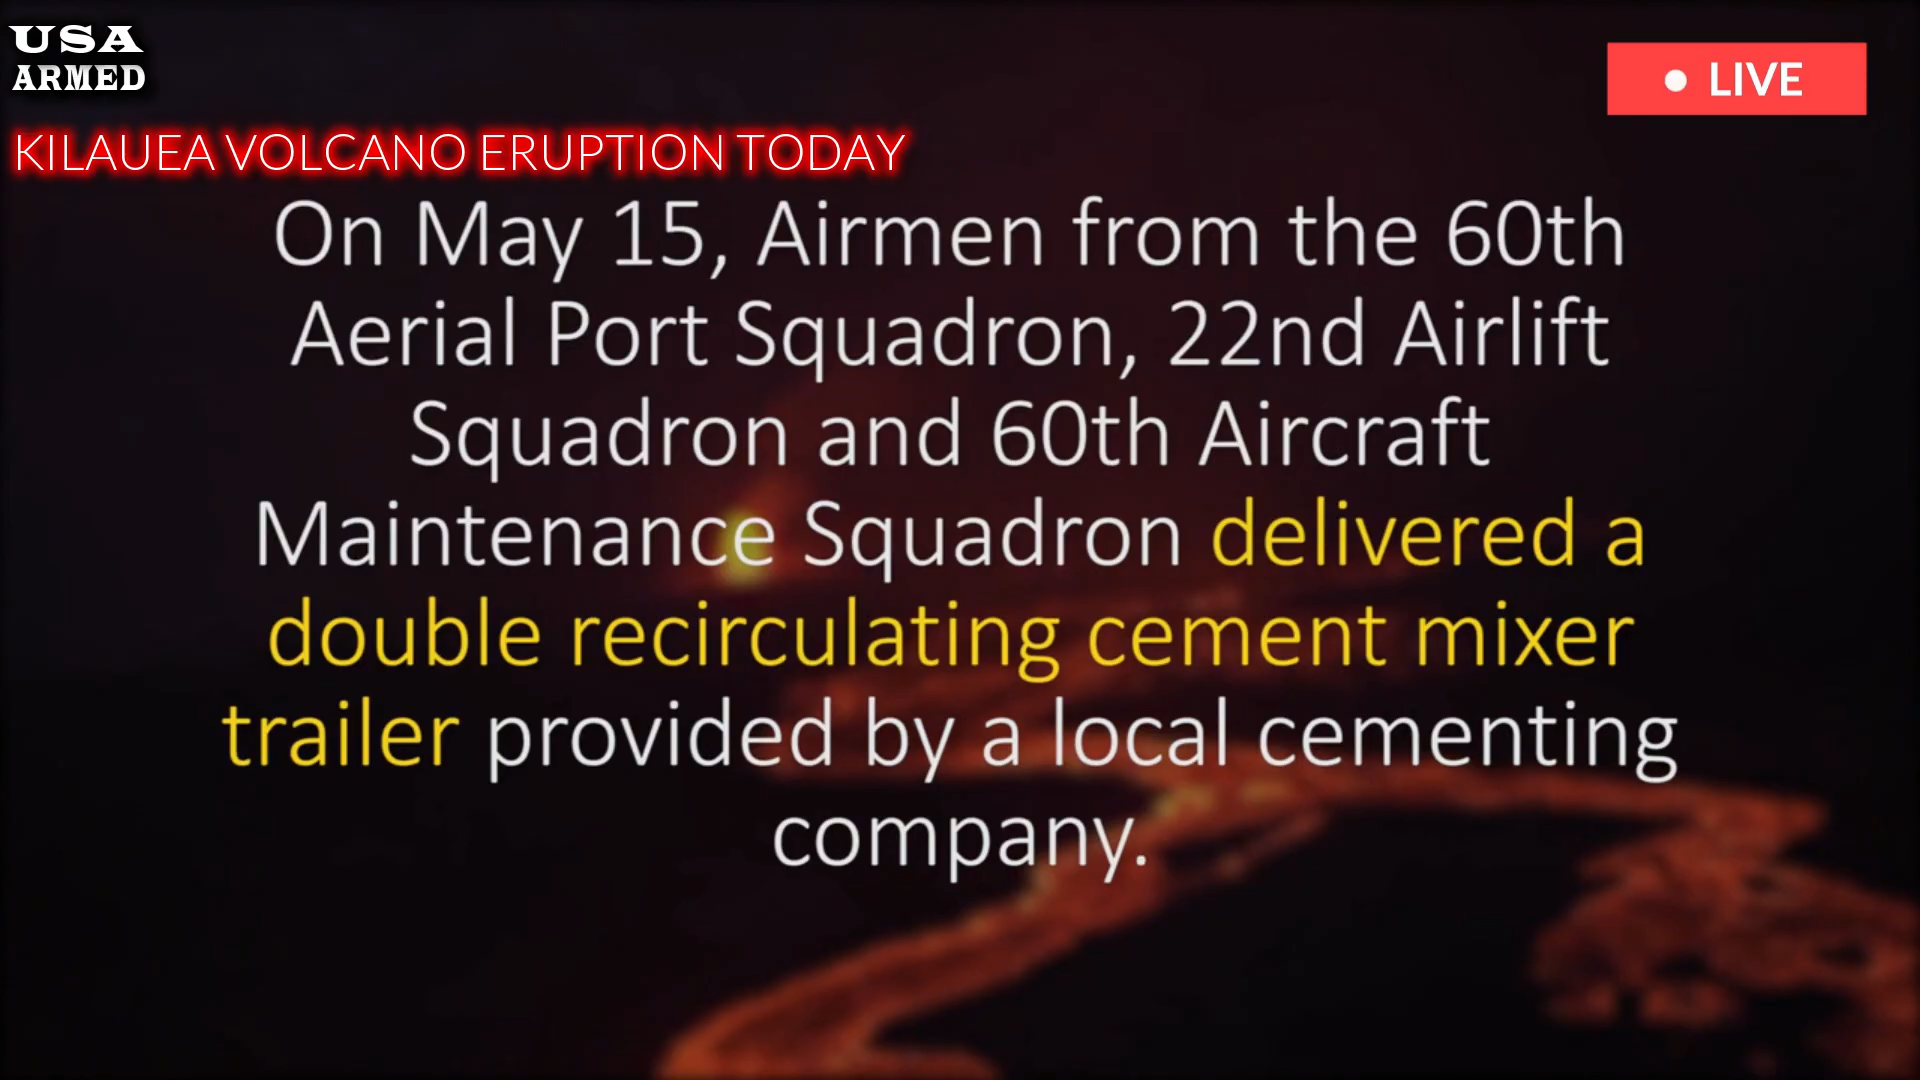 USA
ARMED
LIVE
KILAUEA VOLCANO ERUPTION TODAY
On May 15, Airmen from the 60th
Aerial Port Squadron, 22nd Airlift
Squadron and 60th Aircraft
Maintenance Squadron delivered a
double recirculating cement mixer
trailer provided by a local cementing
company.